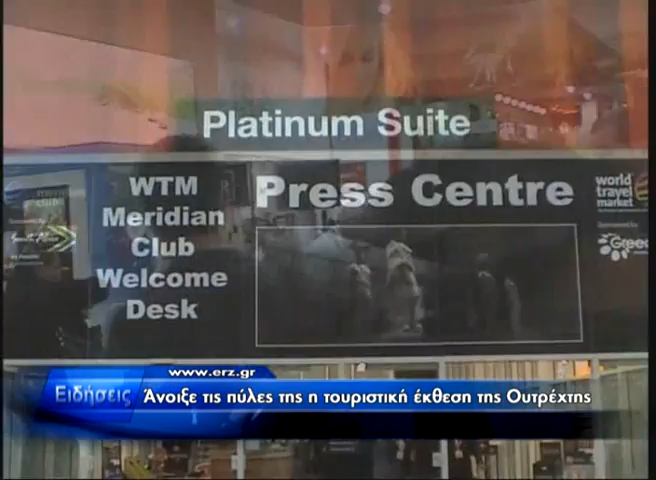 Platinum Suite
WTM
Meridian
Club
Welcome
Desk
Press Centre
world
travel
market
Greece
www.erz.gr
Ειδήσεις
Άνοιξε τις πύλες της η τουριστική έκθεση της Ουτρέχτης